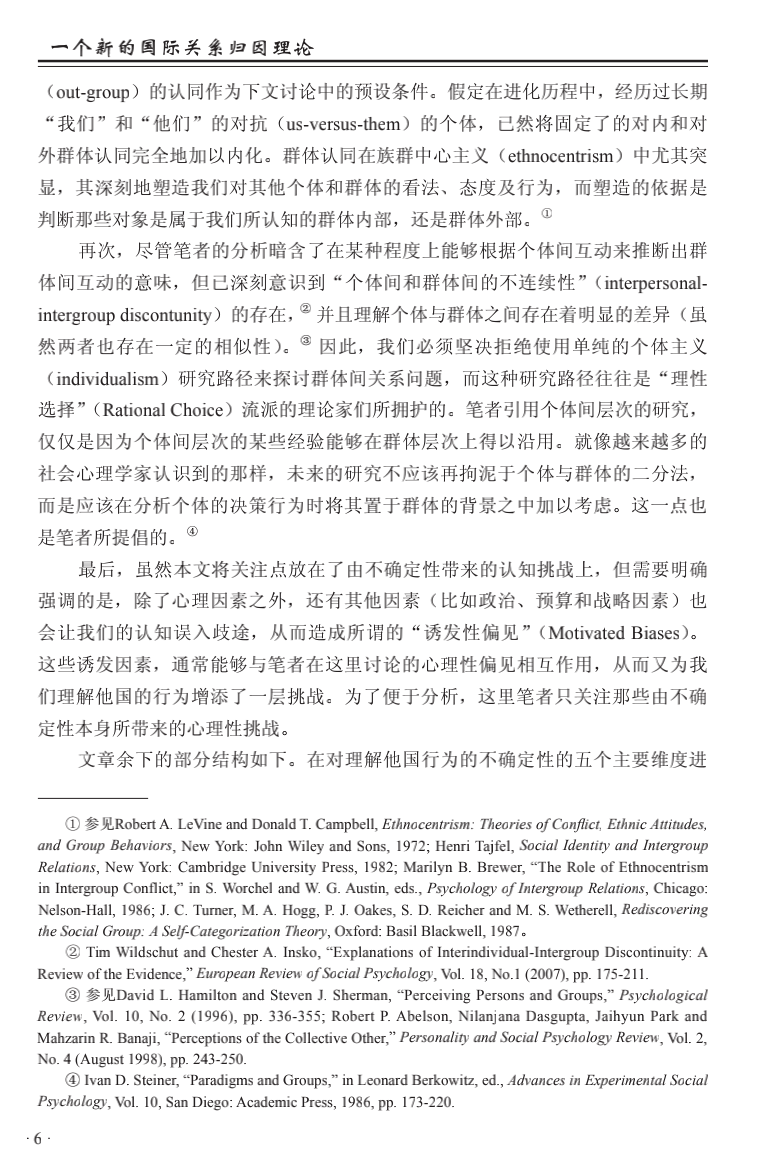 一个新的国际关系归因理论
（out-group）的认同作为下文讨论中的预设条件。假定在进化历程中，经历过长期
“我们”和“他们”的对抗（us-versus-them）的个体，已然将固定了的对内和对
外群体认同完全地加以内化。群体认同在族群中心主义（ethnocentrism）中尤其突
显，其深刻地塑造我们对其他个体和群体的看法、态度及行为，而塑造的依据是
判断那些对象是属于我们所认知的群体内部，还是群体外部。①
再次，尽管笔者的分析暗含了在某种程度上能够根据个体间互动来推断出群
体间互动的意味，但已深刻意识到“个体间和群体间的不连续性”（interpersonal-
intergroup discontunity）的存在，② 并且理解个体与群体之间存在着明显的差异（虽
然两者也存在一定的相似性）。③ 因此，我们必须坚决拒绝使用单纯的个体主义
（individualism）研究路径来探讨群体间关系问题，而这种研究路径往往是“理性
选择”（Rational Choice）流派的理论家们所拥护的。笔者引用个体间层次的研究，
仅仅是因为个体间层次的某些经验能够在群体层次上得以沿用。就像越来越多的
社会心理学家认识到的那样，未来的研究不应该再拘泥于个体与群体的二分法，
而是应该在分析个体的决策行为时将其置于群体的背景之中加以考虑。这一点也
是笔者所提倡的。④
最后，虽然本文将关注点放在了由不确定性带来的认知挑战上，但需要明确
强调的是，除了心理因素之外，还有其他因素（比如政治、预算和战略因素）也
会让我们的认知误入歧途，从而造成所谓的“诱发性偏见”（Motivated Biases）。
这些诱发因素，通常能够与笔者在这里讨论的心理性偏见相互作用，从而又为我
们理解他国的行为增添了一层挑战。为了便于分析，这里笔者只关注那些由不确
定性本身所带来的心理性挑战。
文章余下的部分结构如下。在对理解他国行为的不确定性的五个主要维度进
① 参见Robert A. LeVine and Donald T. Campbell, Ethnocentrism: Theories of Conflict, Ethnic Attitudes,
and Group Behaviors, New York: John Wiley and Sons, 1972; Henri Tajfel, Social Identity and Intergroup
Relations, New York: Cambridge University Press, 1982; Marilyn B. Brewer, “The Role of Ethnocentrism
in Intergroup Conflict,” in S. Worchel and W. G. Austin, eds., Psychology of Intergroup Relations, Chicago:
Nelson-Hall, 1986; J. C. Turner, M. A. Hogg, P. J. Oakes, S. D. Reicher and M. S. Wetherell, Rediscovering
the Social Group: A Self-Categorization Theory, Oxford: Basil Blackwell, 1987。
② Tim Wildschut and Chester A. Insko, “Explanations of Interindividual-Intergroup Discontinuity: A
Review of the Evidence,” European Review of Social Psychology, Vol. 18, No.1 (2007), pp. 175-211.
③ 参见David L. Hamilton and Steven J. Sherman, “Perceiving Persons and Groups,” Psychological
Review, Vol. 10, No. 2 (1996), pp. 336-355; Robert P. Abelson, Nilanjana Dasgupta, Jaihyun Park and
Mahzarin R. Banaji, “Perceptions of the Collective Other,” Personality and Social Psychology Review, Vol. 2,
No. 4 (August 1998), pp. 243-250.
④ Ivan D. Steiner, “Paradigms and Groups,” in Leonard Berkowitz, ed., Advances in Experimental Social
Psychology, Vol. 10, San Diego: Academic Press, 1986, pp. 173-220.
· 6 ·